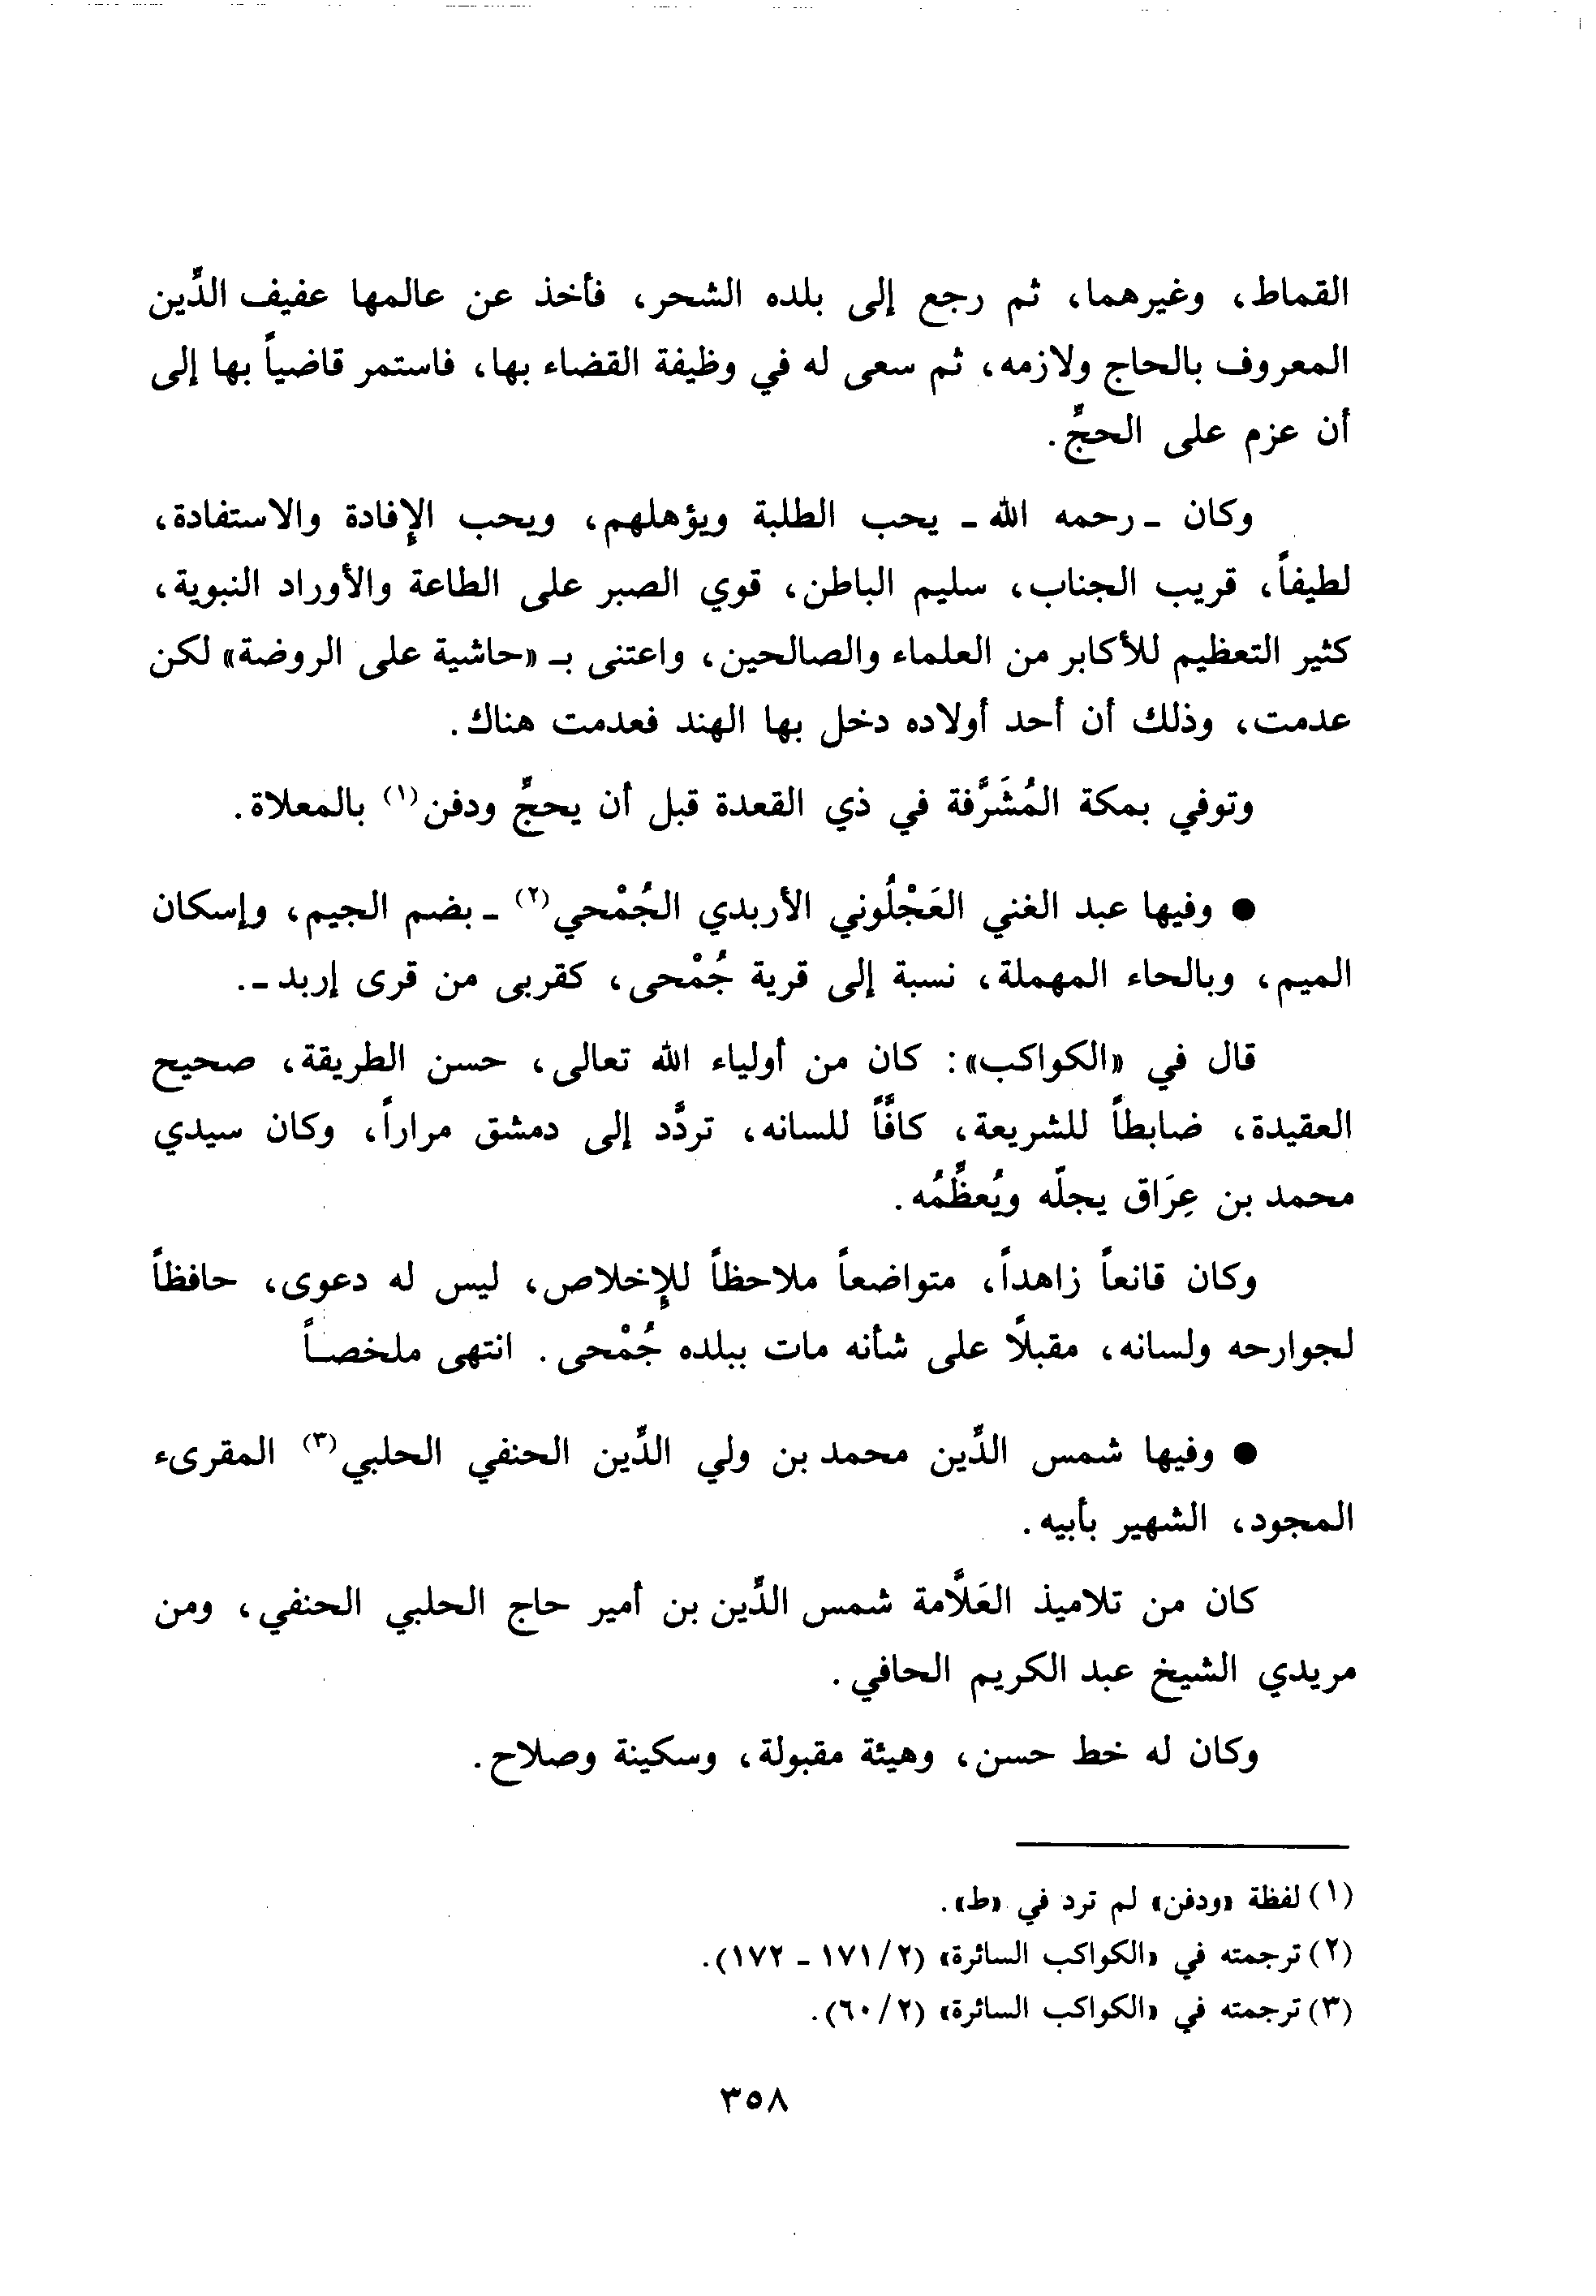 القماط، وغيرهما، ثم رجع إلى بلده الشحر، فأخذ عن عالمها عفيف الدِّين
المعروف بالحاج ولازمه، ثم سعى له في وظيفة القضاء بها، فاستمر قاضياً بها إلى
أن عزم على الحجِّ.
وكان ـ رحمه الله ـ يحب الطلبة ويؤهلهم، ويحب الإفادة والاستفادة،
لطيفاً، قريب الجناب، سليم الباطن، قوي الصبر على الطاعة والأوراد النبوية،
كثير التعظيم للأكابر من العلماء والصالحين، واعتنى بـ «حاشية على الروضة» لكن
عدمت، وذلك أن أحد أولاده دخل بها الهند فعدمت هناك.
وتوفي بمكة المُشَرَّفة في ذي القعدة قبل أن يحجِّ ودفن(١) بالمعلاة.
● وفيها عبد الغني العَجْلُوني الأربدي الجُمْحي(٢) ـ بضم الجيم، وإسكان
الميم، وبالحاء المهملة، نسبة إلى قرية جُمْحى، كقربى من قرى إربد ـ.
قال في «الكواكب»: كان من أولياء الله تعالى، حسن الطريقة، صحيح
العقيدة، ضابطاً للشريعة، كافَّاً للسانه، تردَّد إلى دمشق مراراً، وكان سيدي
محمد بن عِرَاق يجلّه ويُعظِّمُه.
وكان قانعاً زاهداً، متواضعاً ملاحظاً للإخلاص، ليس له دعوى، حافظاً
لجوارحه ولسانه، مقبلًا على شأنه مات ببلده جُمْحى. انتهى ملخصـاً
● وفيها شمس الدِّين محمد بن ولي الدِّين الحنفي الحلبي(٣) المقرىء
المجود، الشهير بأبيه.
كان من تلاميذ العَلَّامة شمس الدِّين بن أمير حاج الحلبي الحنفي، ومن
مريدي الشيخ عبد الكريم الحافي.
وكان له خط حسن، وهيئة مقبولة، وسكينة وصلاح.
(١) لفظة «ودفن» لم ترد في «ط».
(٢) ترجمته في «الكواكب السائرة» (٢/ ١٧١ ـ ١٧٢).
(٣) ترجمته في «الكواكب السائرة» (٢/ ٦٠).
٣٥٨